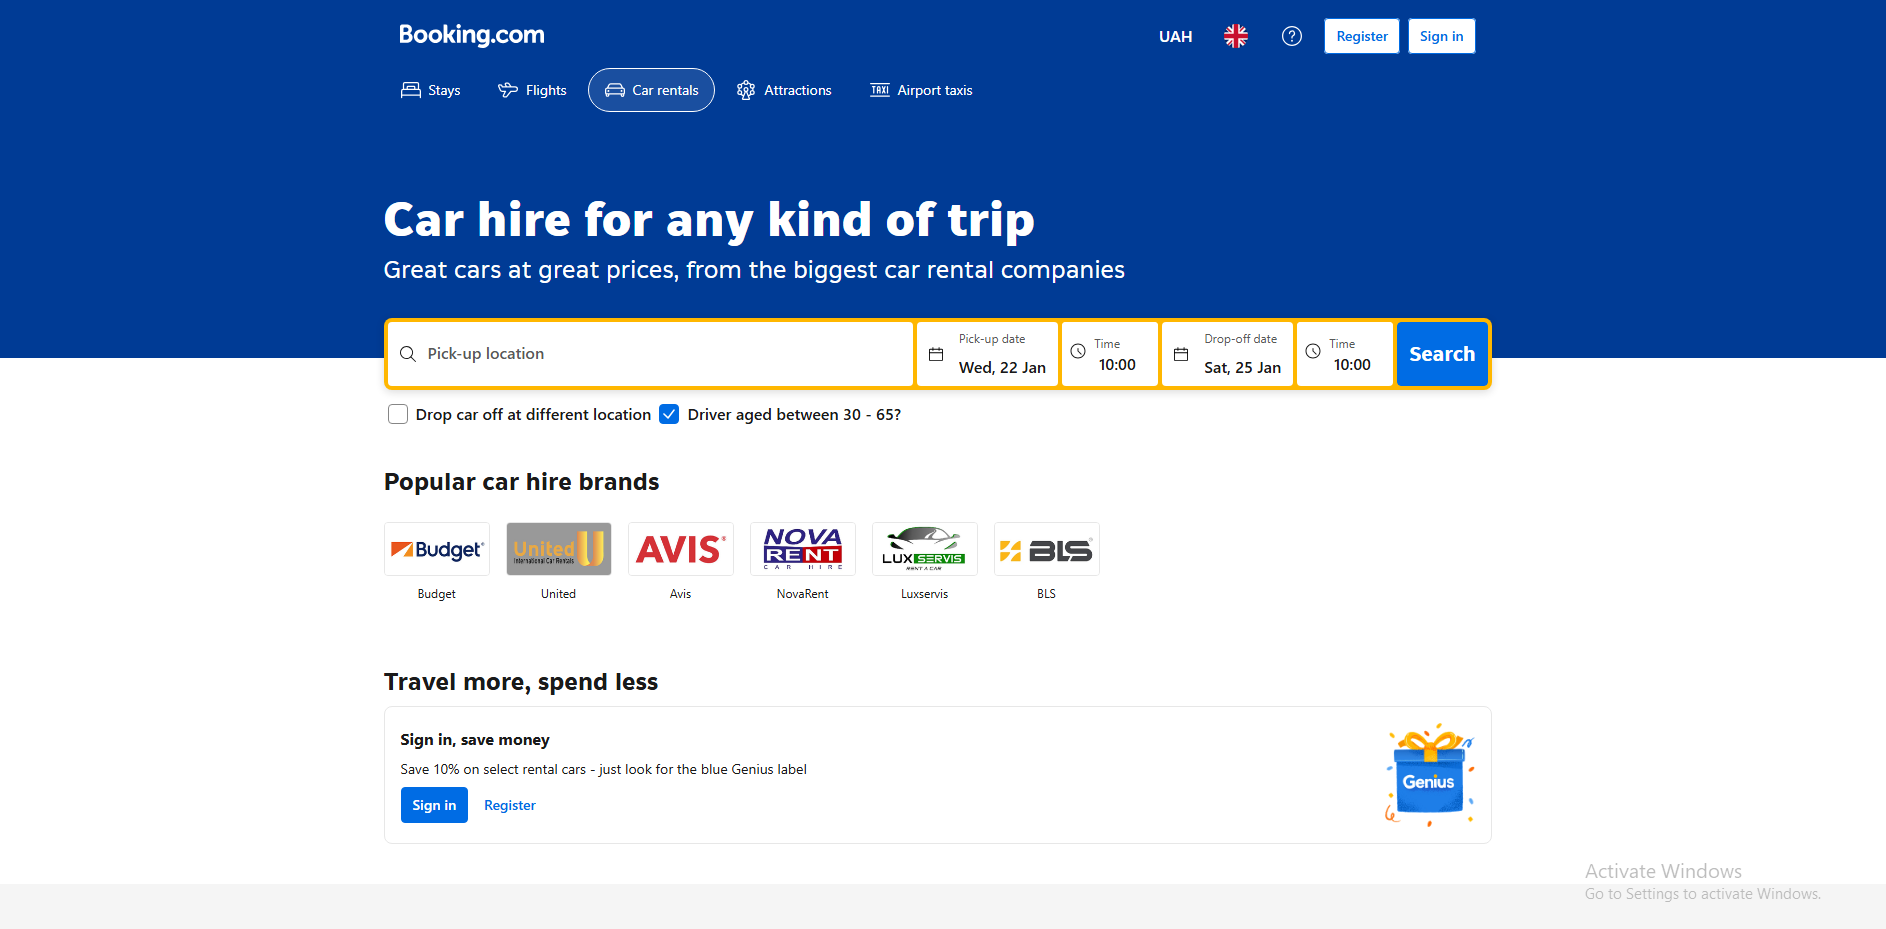 Booking.com
UAH
Register
Sign in
Stays
Flights
Car rentals
Attractions
TAXI
Airport taxis
Car hire for any kind of trip
Great cars at great prices, from the biggest car rental companies
Pick-up location
Pick-up date
Wed, 22 Jan
Time
10:00
Drop-off date
Sat, 25 Jan
Time
10:00
Search
Drop car off at different location
Driver aged between 30 - 65?
Popular car hire brands
Budget®
United U
International Car Rentals
AVIS®
NOVA
RENT
CAR HIRE
LUX SERVIS
RENT A CAR
BLS®
Budget
United
Avis
NovaRent
Luxservis
BLS
Travel more, spend less
Sign in, save money
Save 10% on select rental cars - just look for the blue Genius label
Sign in
Register
Genius
Activate Windows
Go to Settings to activate Windows.